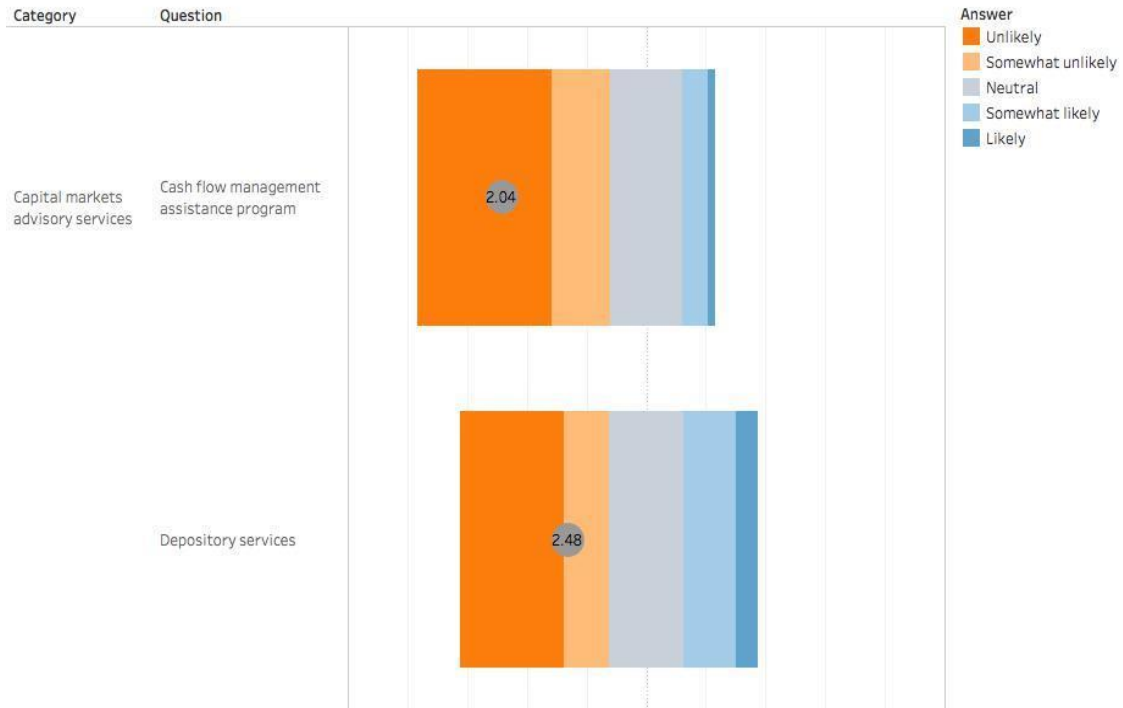 Category
Question
Answer
Unlikely
Somewhat unlikely
Neutral
Somewhat likely
Likely
Capital markets
advisory services
Cash flow management
assistance program
2.04
Depository services
2.48